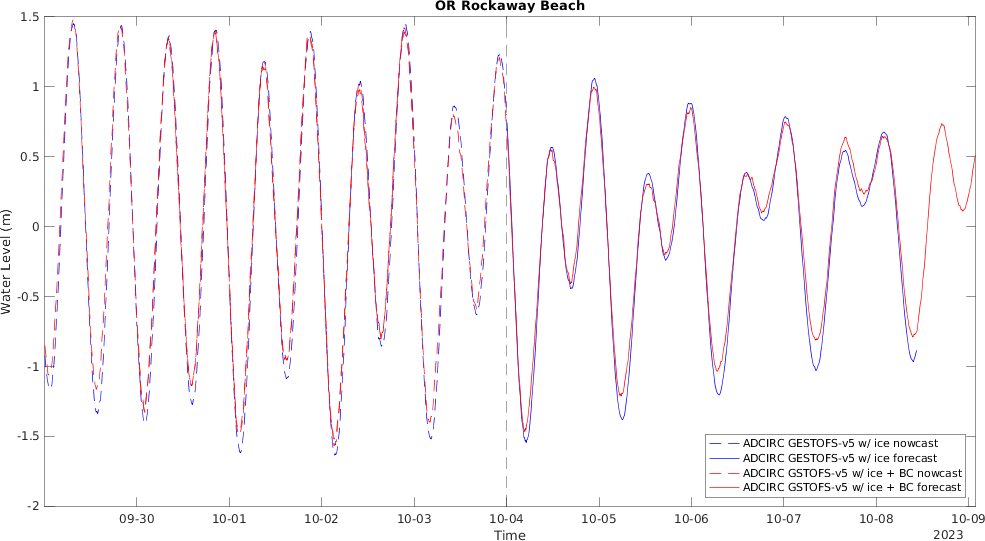 OR Rockaway Beach
1.5
1
0.5
0
-0.5
-1
-1.5
-2
Water Level (m)
09-30
10-01
10-02
10-03
10-04
10-05
10-06
10-07
10-08
10-09
Time
2023
ADCIRC GESTOFS-v5 w/ ice nowcast
ADCIRC GESTOFS-v5 w/ ice forecast
ADCIRC GSTOFS-v5 w/ ice + BC nowcast
ADCIRC GSTOFS-v5 w/ ice + BC forecast